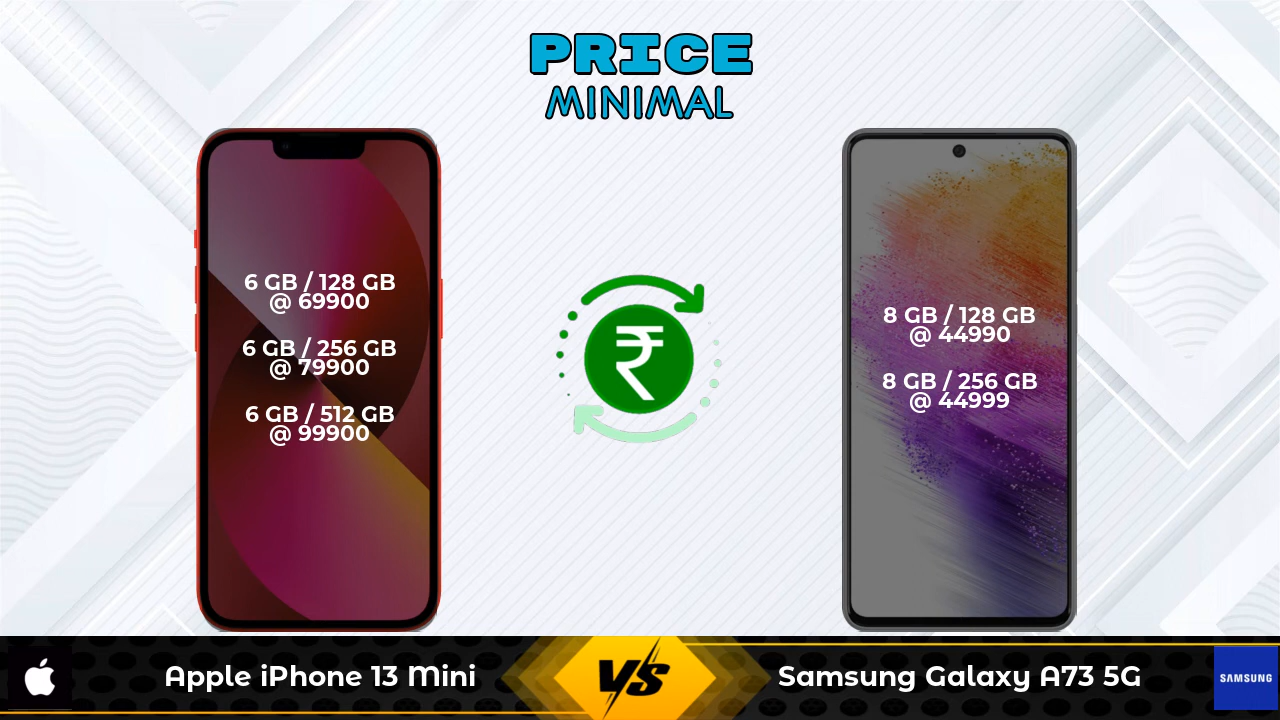 PRICE
MINIMAL
6 GB / 128 GB
@ 69900
6 GB / 256 GB
@ 79900
6 GB / 512 GB
@ 99900
₹
8 GB / 128 GB
@ 44990
8 GB / 256 GB
@ 44999
Apple iPhone 13 Mini
VS
Samsung Galaxy A73 5G
SAMSUNG